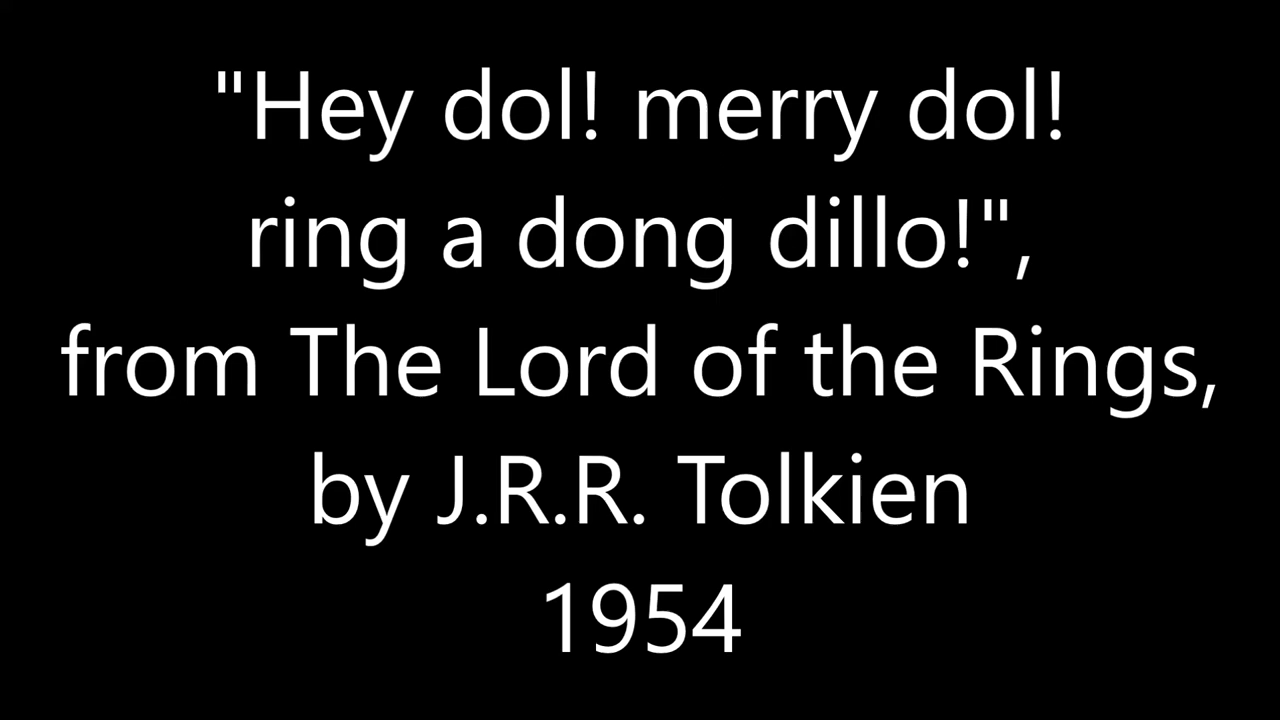 "Hey dol! merry dol!
ring a dong dillo!",
from The Lord of the Rings,
by J.R.R. Tolkien
1954